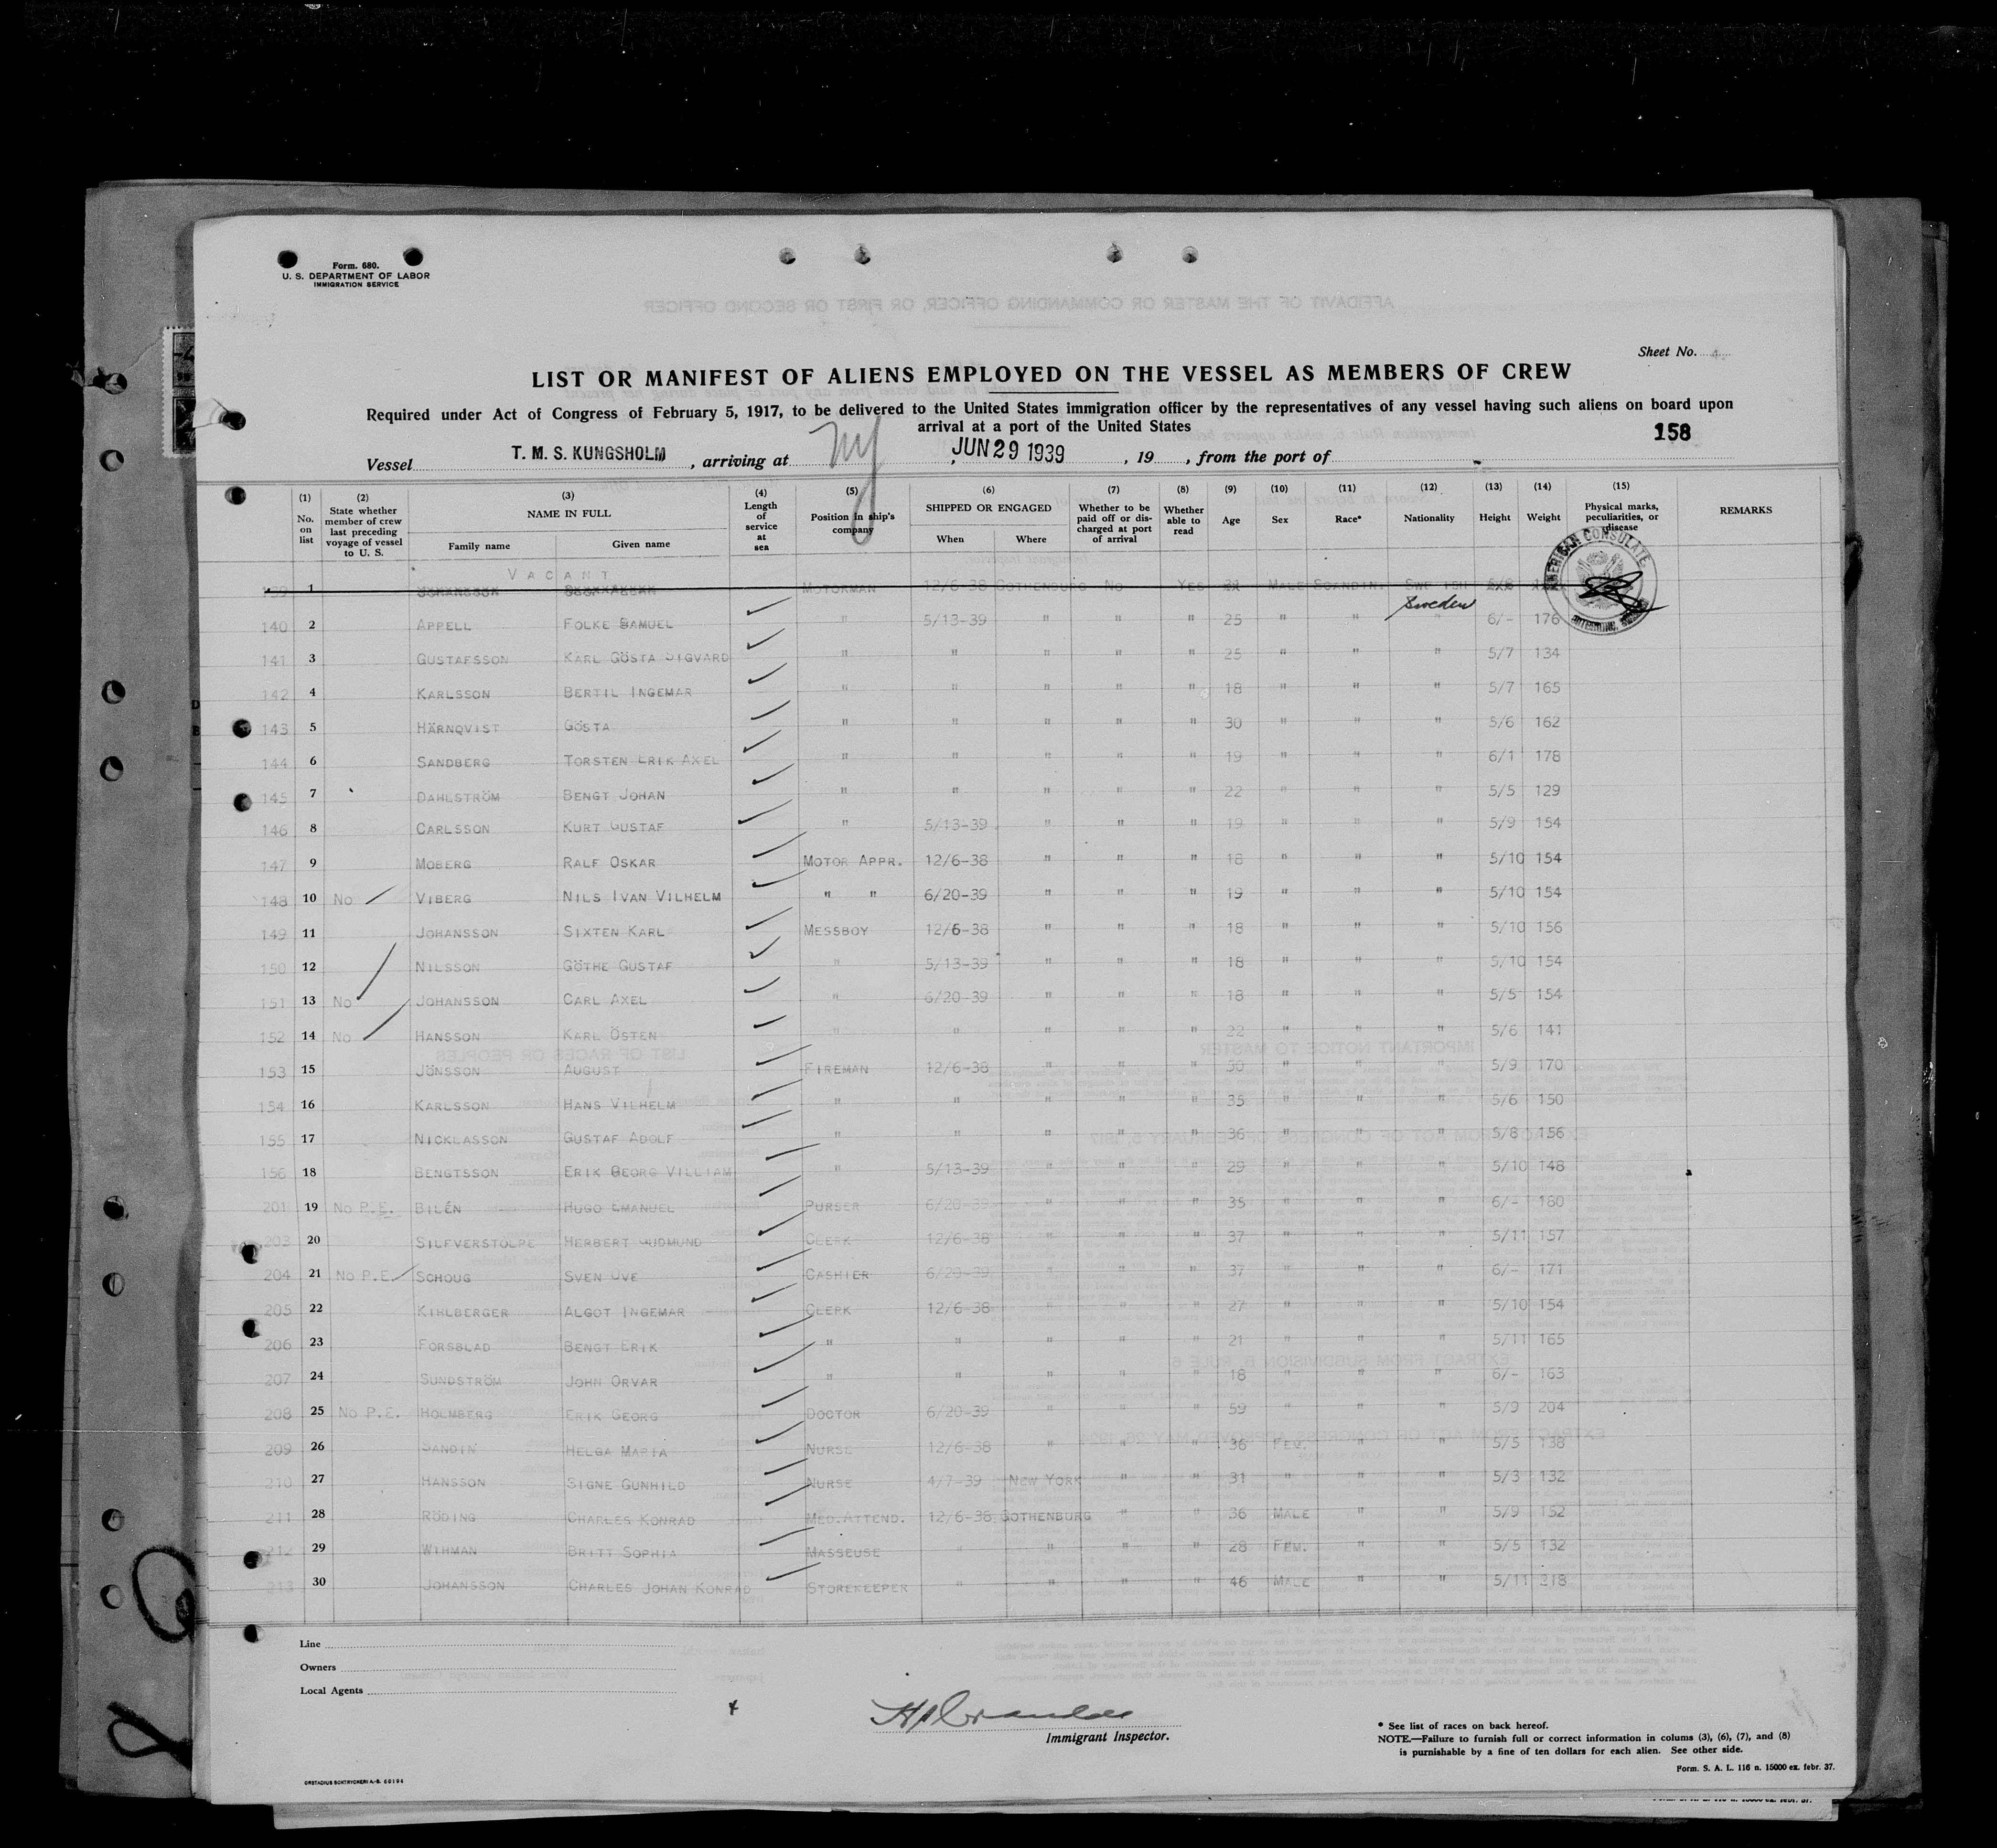 Form. 680.
U. S. DEPARTMENT OF LABOR
IMMIGRATION SERVICE
Sheet No. 4.
LIST OR MANIFEST OF ALIENS EMPLOYED ON THE VESSEL AS MEMBERS OF CREW
Required under Act of Congress of February 5, 1917, to be delivered to the United States immigration officer by the representatives of any vessel having such aliens on board upon
arrival at a port of the United States
158
Vessel T. M. S. KUNGSHOLM, arriving at NY, JUN 29 1939, 19, from the port of
(1) No. on list (2) State whether member of crew last preceding voyage of vessel to U. S. (3) NAME IN FULL Family name Given name (4) Length of service at sea (5) Position in ship's company (6) SHIPPED OR ENGAGED When Where (7) Whether to be paid off or discharged at port of arrival (8) Whether able to read (9) Age (10) Sex (11) Race* (12) Nationality (13) Height (14) Weight (15) Physical marks, peculiarities, or disease REMARKS
VACANT
139 1 MOTORMAN 12/6-38 GOTHENBURG NO YES MALE SCANDIN. SWEDISH 5/8
AMERICAN CONSULATE
Sweden
140 2 APPELL FOLKE SAMUEL " 5/13-39 " " " 25 " " " 6/- 176
141 3 GUSTAFSSON KARL GÖSTA SIGVARD " " " " " 25 " " " 5/7 134
142 4 KARLSSON BERTIL INGEMAR " " " " " 18 " " " 5/7 165
143 5 HÄRNQVIST GÖSTA " " " " " 30 " " " 5/6 162
144 6 SANDBERG TORSTEN ERIK AXEL " " " " " 19 " " " 6/1 178
145 7 DAHLSTRÖM BENGT JOHAN " " " " " 22 " " " 5/5 129
146 8 CARLSSON KURT GUSTAF " 5/13-39 " " " 19 " " " 5/9 154
147 9 MOBERG RALF OSKAR MOTOR APPR. 12/6-38 " " " 18 " " " 5/10 154
148 10 NO VIBERG NILS IVAN VILHELM " " 6/20-39 " " " 19 " " " 5/10 154
149 11 JOHANSSON SIXTEN KARL MESSBOY 12/6-38 " " " 18 " " " 5/10 156
150 12 NILSSON GÖTHE GUSTAF " 5/13-39 " " " 18 " " " 5/10 154
151 13 NO JOHANSSON CARL AXEL " 6/20-39 " " " 18 " " " 5/5 154
152 14 NO HANSSON KARL ÖSTEN " " " " " 22 " " " 5/6 141
153 15 JÖNSSON AUGUST FIREMAN 12/6-38 " " " 50 " " " 5/9 170
154 16 KARLSSON HANS VILHELM " " " " " 35 " " " 5/6 150
155 17 NICKLASSON GUSTAF ADOLF " " " " " 36 " " " 5/8 156
156 18 BENGTSSON ERIK GEORG VILLIAM " 5/13-39 " " " 29 " " " 5/10 148
201 19 NO P.E. BILÉN HUGO EMANUEL PURSER 6/20-39 " " " 35 " " " 6/- 160
203 20 SILFVERSTOLPE HERBERT GUDMUND CLERK 12/6-38 " " " 37 " " " 5/11 157
204 21 NO P.E. SCHOUG SVEN OVE CASHIER 6/20-39 " " " 37 " " " 6/- 171
205 22 KIHLBERGER ALGOT INGEMAR CLERK 12/6-38 " " " 27 " " " 5/10 154
206 23 FORSBLAD BENGT ERIK " " " " " 21 " " " 5/11 165
207 24 SUNDSTRÖM JOHN ORVAR " " " " " 18 " " " 6/- 163
208 25 NO P.E. HOLMBERG ERIK GEORG DOCTOR 6/20-39 " " " 59 " " " 5/9 204
209 26 SANDIN HELGA MARIA NURSE 12/6-38 " " " 36 FEM. " " 5/5 138
210 27 HANSSON SIGNE GUNHILD NURSE 4/7-39 NEW YORK " " 31 " " " 5/3 132
211 28 RÖDING CHARLES KONRAD MED. ATTEND. 12/6-38 GOTHENBURG " " 36 MALE " " 5/9 152
212 29 WIHMAN BRITT SOPHIA MASSEUSE " " " " 28 FEM. " " 5/5 132
213 30 JOHANSSON CHARLES JOHAN KONRAD STOREKEEPER " " " " 46 MALE " " 5/11 218
Line
Owners
Local Agents
Immigrant Inspector.
* See list of races on back hereof.
NOTE.—Failure to furnish full or correct information in colums (3), (6), (7), and (8)
is punishable by a fine of ten dollars for each alien. See other side.
Form. S. A. L. 116 n. 15000 ex. febr. 37.
ORSTADIUS BOKTRYCKERI A.-B. 60194